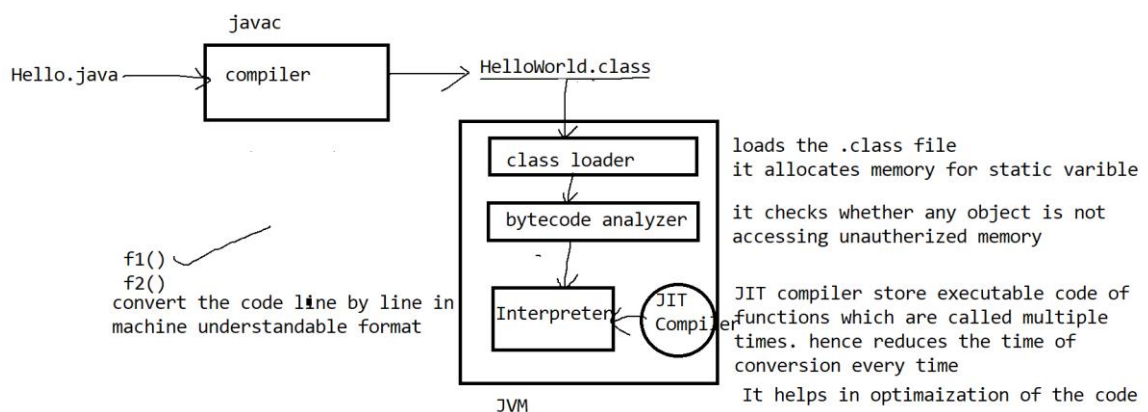 javac
Hello.java
compiler
HelloWorld.class
class loader
loads the .class file
it allocates memory for static varible
bytecode analyzer
it checks whether any object is not
accessing unautherized memory
f1()
f2()
convert the code line by line in
machine understandable format
Interpreter
JIT
Compiler
JIT compiler store executable code of
functions which are called multiple
times. hence reduces the time of
conversion every time
It helps in optimaization of the code
JVM